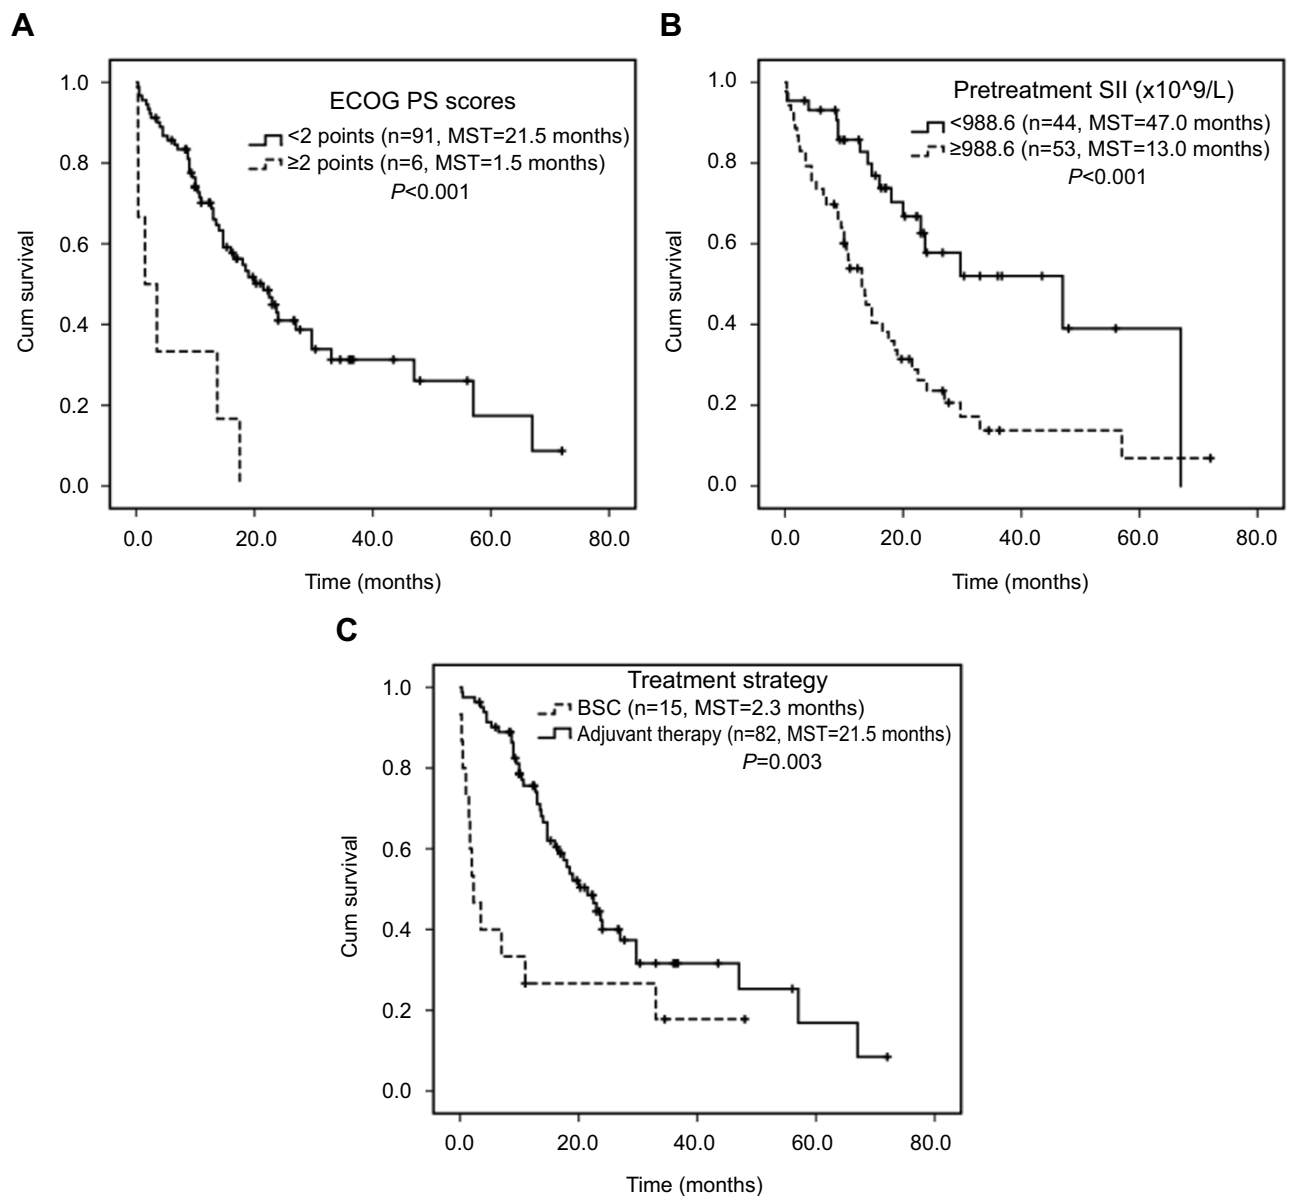 A
ECOG PS scores
<2 points (n=91, MST=21.5 months)
≥2 points (n=6, MST=1.5 months)
P<0.001
1.0
0.8
0.6
0.4
0.2
0.0
Cum survival
0.0 20.0 40.0 60.0 80.0
Time (months)
B
Pretreatment SII (x10^9/L)
<988.6 (n=44, MST=47.0 months)
≥988.6 (n=53, MST=13.0 months)
P<0.001
1.0
0.8
0.6
0.4
0.2
0.0
Cum survival
0.0 20.0 40.0 60.0 80.0
Time (months)
C
Treatment strategy
BSC (n=15, MST=2.3 months)
Adjuvant therapy (n=82, MST=21.5 months)
P=0.003
1.0
0.8
0.6
0.4
0.2
0.0
Cum survival
0.0 20.0 40.0 60.0 80.0
Time (months)